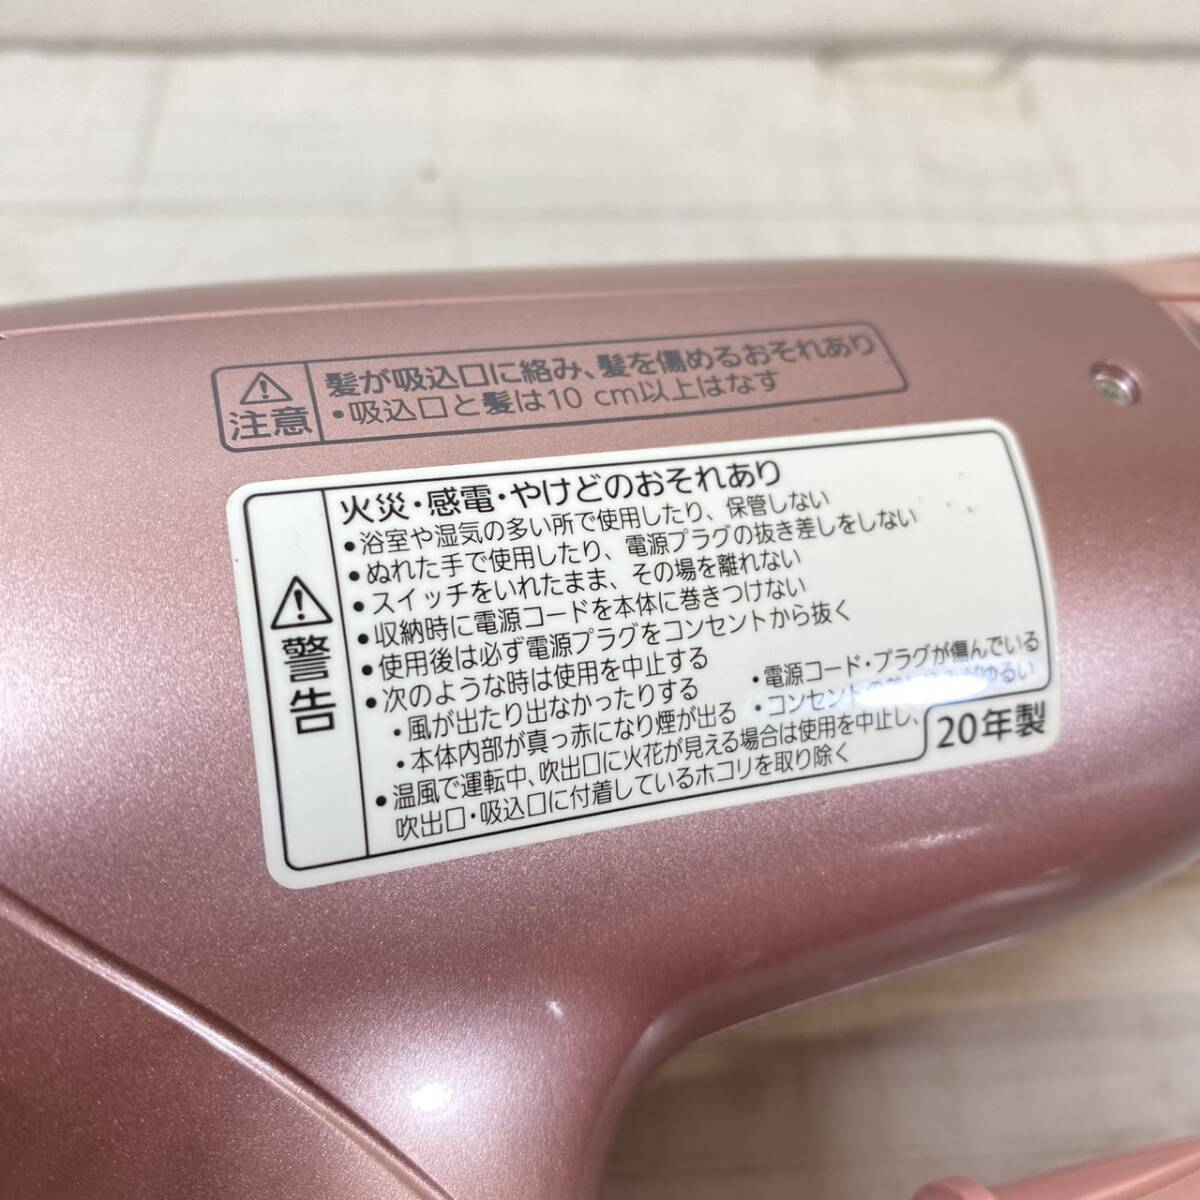 注意
髪が吸込口に絡み、髪を傷めるおそれあり
•吸込口と髪は10 cm以上はなす
警告
火災・感電・やけどのおそれあり
•浴室や湿気の多い所で使用したり、保管しない
•ぬれた手で使用したり、電源プラグの抜き差しをしない
•スイッチをいれたまま、その場を離れない
•収納時に電源コードを本体に巻きつけない
•使用後は必ず電源プラグをコンセントから抜く
•次のような時は使用を中止する
•風が出たり出なかったりする
•本体内部が真っ赤になり煙が出る
•電源コード・プラグが傷んでいる
•コンセントの差し込みがゆるい
•温風で運転中、吹出口に火花が見える場合は使用を中止し、
吹出口・吸込口に付着しているホコリを取り除く
20年製